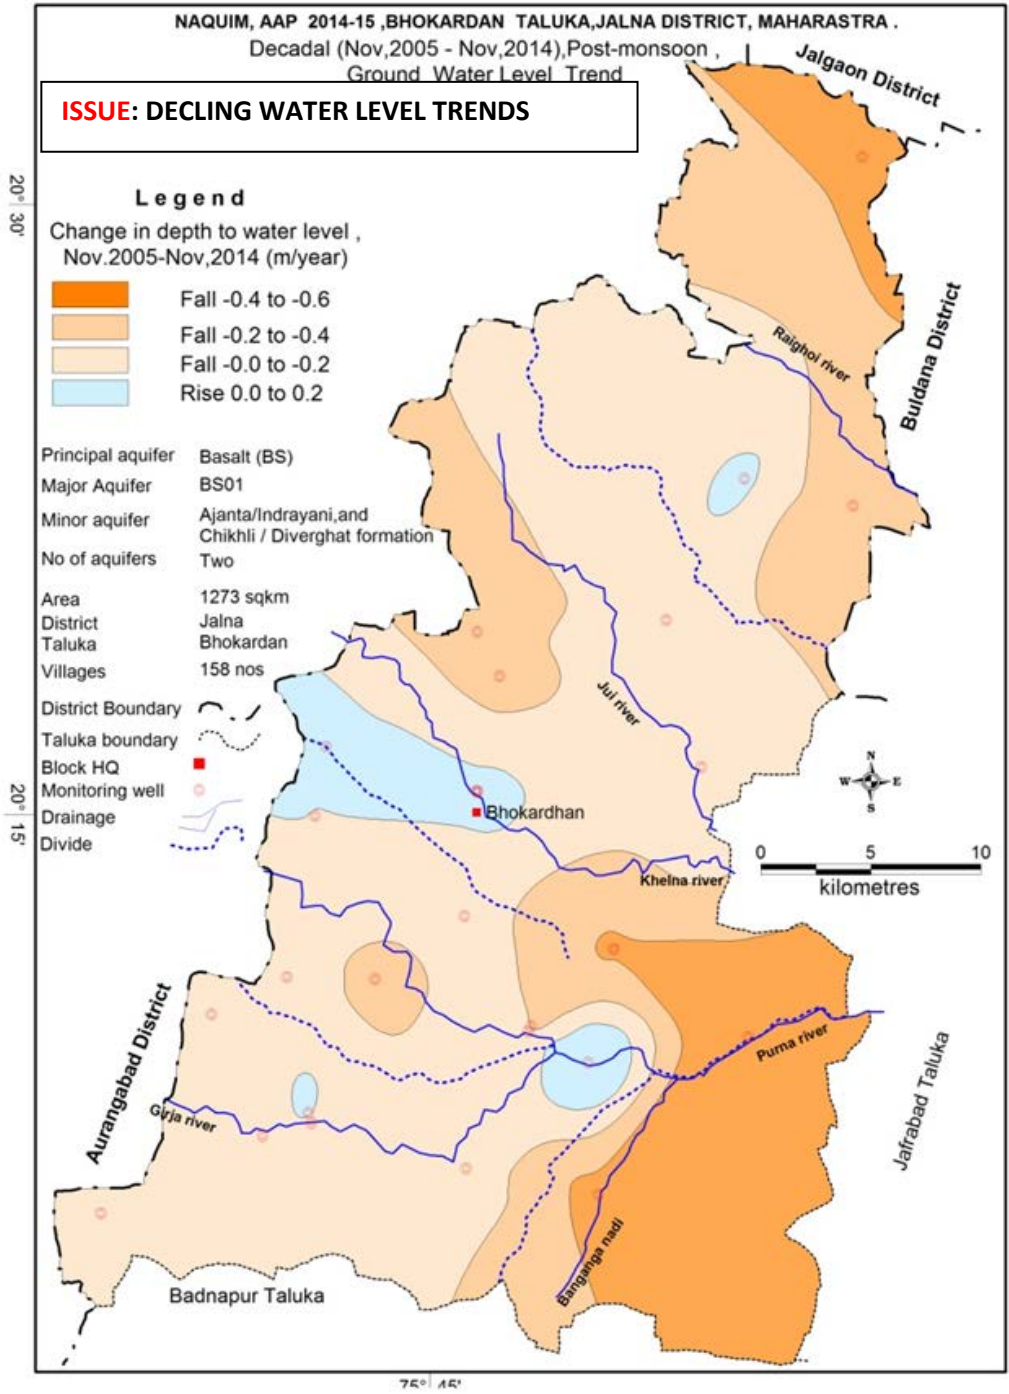 NAQUIM, AAP 2014-15 ,BHOKARDAN TALUKA,JALNA DISTRICT, MAHARASTRA .
Decadal (Nov,2005 - Nov,2014),Post-monsoon ,
Ground Water Level Trend
ISSUE: DECLING WATER LEVEL TRENDS
Jalgaon District
20° 30'
Legend
Change in depth to water level ,
Nov.2005-Nov,2014 (m/year)
Fall -0.4 to -0.6
Fall -0.2 to -0.4
Fall -0.0 to -0.2
Rise 0.0 to 0.2
Buldana District
Raighoi river
Principal aquifer Basalt (BS)
Major Aquifer BS01
Minor aquifer Ajanta/Indrayani,and
Chikhli / Diverghat formation
No of aquifers Two
Area 1273 sqkm
District Jalna
Taluka Bhokardan
Villages 158 nos
District Boundary
Taluka boundary
Block HQ
Monitoring well
Drainage
Divide
Jui river
N
W E
S
20° 15'
Bhokardhan
0 5 10
kilometres
Khelna river
Aurangabad District
Purna river
Jafrabad Taluka
Girja river
Banganga nadi
Badnapur Taluka
75° 45'